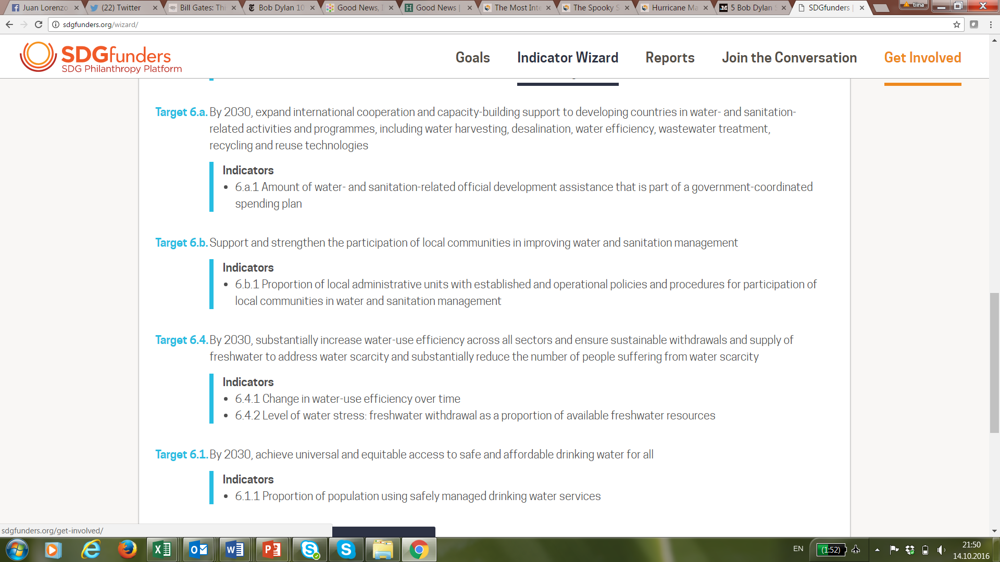 Juan Lorenzo
(22) Twitter
Bill Gates: Thi
Bob Dylan 10
Good News, I
Good News |
The Most Inte
The Spooky S
Hurricane Ma
5 Bob Dylan S
SDGfunders |
tiina
sdgfunders.org/wizard/
SDGfunders
SDG Philanthropy Platform
Goals
Indicator Wizard
Reports
Join the Conversation
Get Involved
Target 6.a. By 2030, expand international cooperation and capacity-building support to developing countries in water- and sanitation-
related activities and programmes, including water harvesting, desalination, water efficiency, wastewater treatment,
recycling and reuse technologies
Indicators
• 6.a.1 Amount of water- and sanitation-related official development assistance that is part of a government-coordinated
spending plan
Target 6.b. Support and strengthen the participation of local communities in improving water and sanitation management
Indicators
• 6.b.1 Proportion of local administrative units with established and operational policies and procedures for participation of
local communities in water and sanitation management
Target 6.4. By 2030, substantially increase water-use efficiency across all sectors and ensure sustainable withdrawals and supply of
freshwater to address water scarcity and substantially reduce the number of people suffering from water scarcity
Indicators
• 6.4.1 Change in water-use efficiency over time
• 6.4.2 Level of water stress: freshwater withdrawal as a proportion of available freshwater resources
Target 6.1. By 2030, achieve universal and equitable access to safe and affordable drinking water for all
Indicators
• 6.1.1 Proportion of population using safely managed drinking water services
sdgfunders.org/get-involved/
EN
(1:52)
21:50
14.10.2016